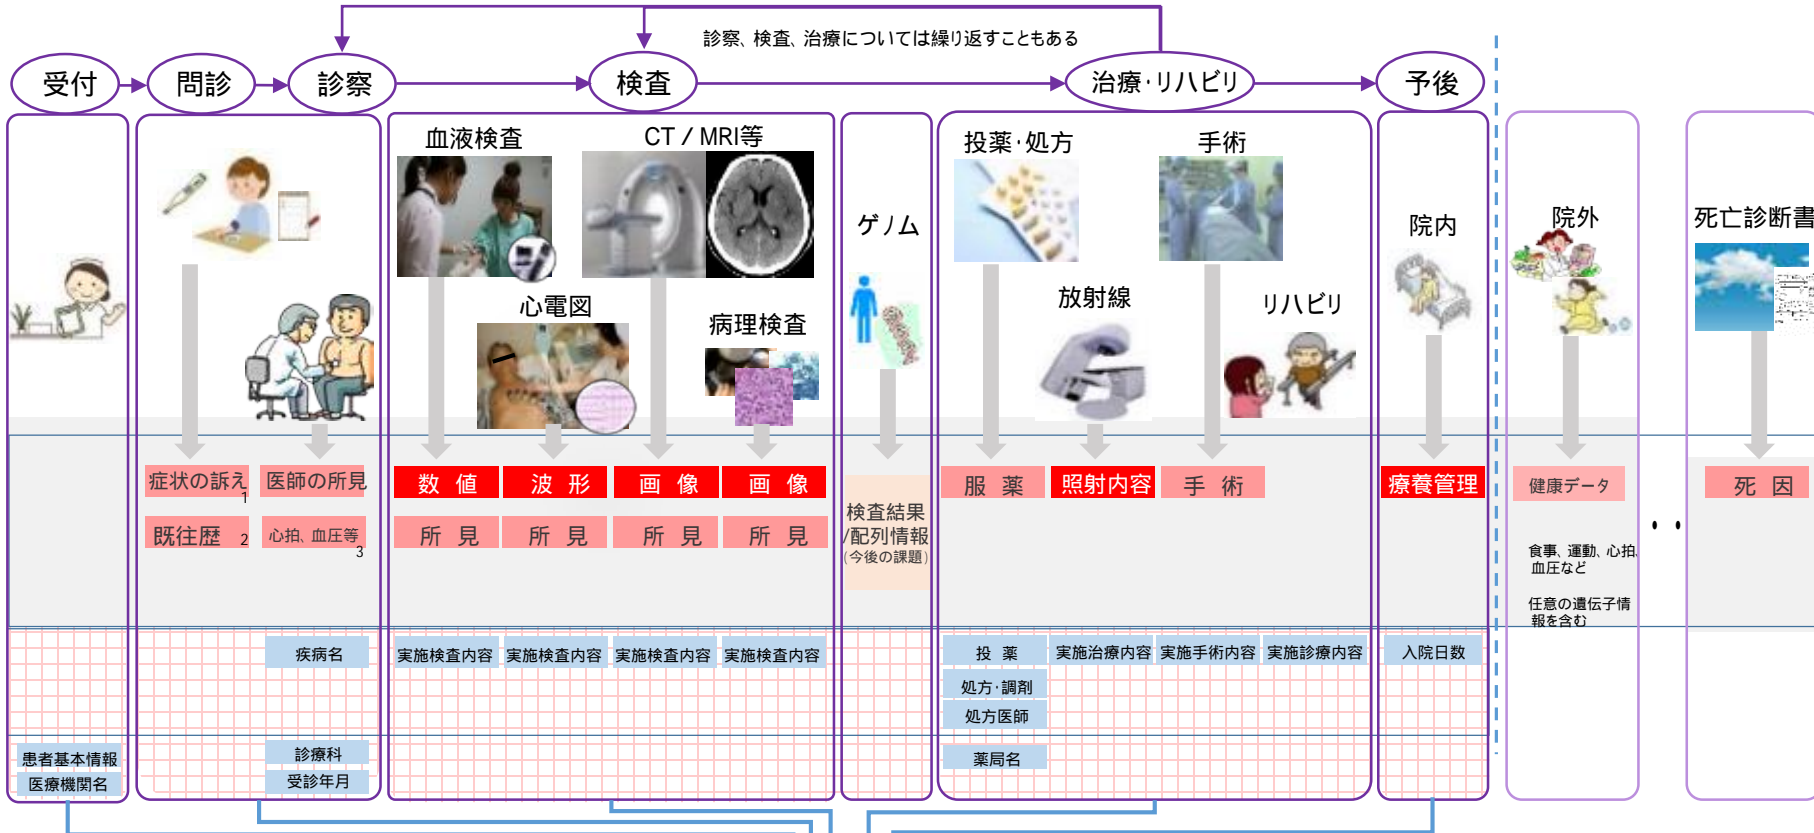 診察、検査、治療については繰り返すこともある
受付
問診
診察
検査
治療・リハビリ
予後
血液検査
CT / MRI等
心電図
病理検査
ゲノム
投薬・処方
手術
放射線
リハビリ
院内
院外
死亡診断書
症状の訴え 1
医師の所見
数 値
波 形
画 像
画 像
服 薬
照射内容
手 術
療養管理
健康データ
死 因
既往歴 2
心拍、血圧等 3
所 見
所 見
所 見
所 見
検査結果
/配列情報
(今後の課題)
・・
食事、運動、心拍、
血圧など
任意の遺伝子情
報を含む
疾病名
実施検査内容
実施検査内容
実施検査内容
実施検査内容
投 薬
実施治療内容
実施手術内容
実施診療内容
入院日数
処方・調剤
処方医師
患者基本情報
医療機関名
診療科
受診年月
薬局名